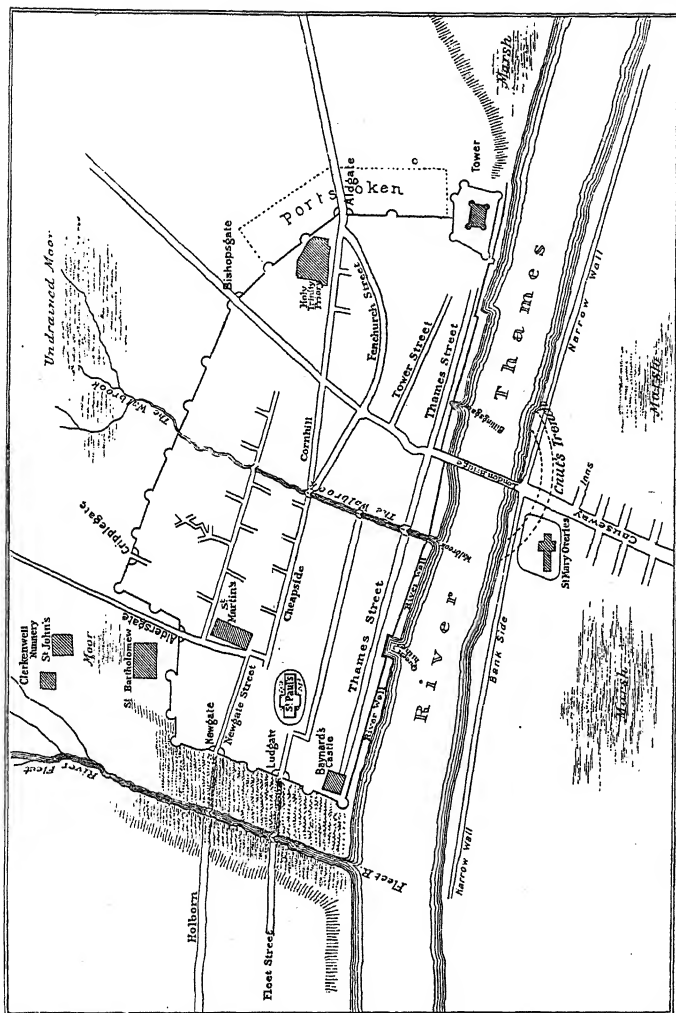 Marsh
Tower
Portsoken
Aldgate
Bishopsgate
Undrained Moor
Holy
Trinity
Priory
Fenchurch Street
Tower Street
Thames Street
Billingsgate
River Thames
Narrow Wall
Marsh
The Walbrook
Cornhill
London Bridge
Cnut's Trench
Inns
Causeway
St Mary Overies
Cripplegate
The Walbrook
Walbrook
Aldersgate
St
Martin's
Cheapside
River Wall
Thames Street
Bank Side
Marsh
Clerkenwell
Nunnery
St John's
Moor
St Bartholomew
Newgate
Newgate Street
St Paul's
Ludgate
Baynard's
Castle
River Wall
River Fleet
Fleet R.
Narrow Wall
Holborn
Fleet Street